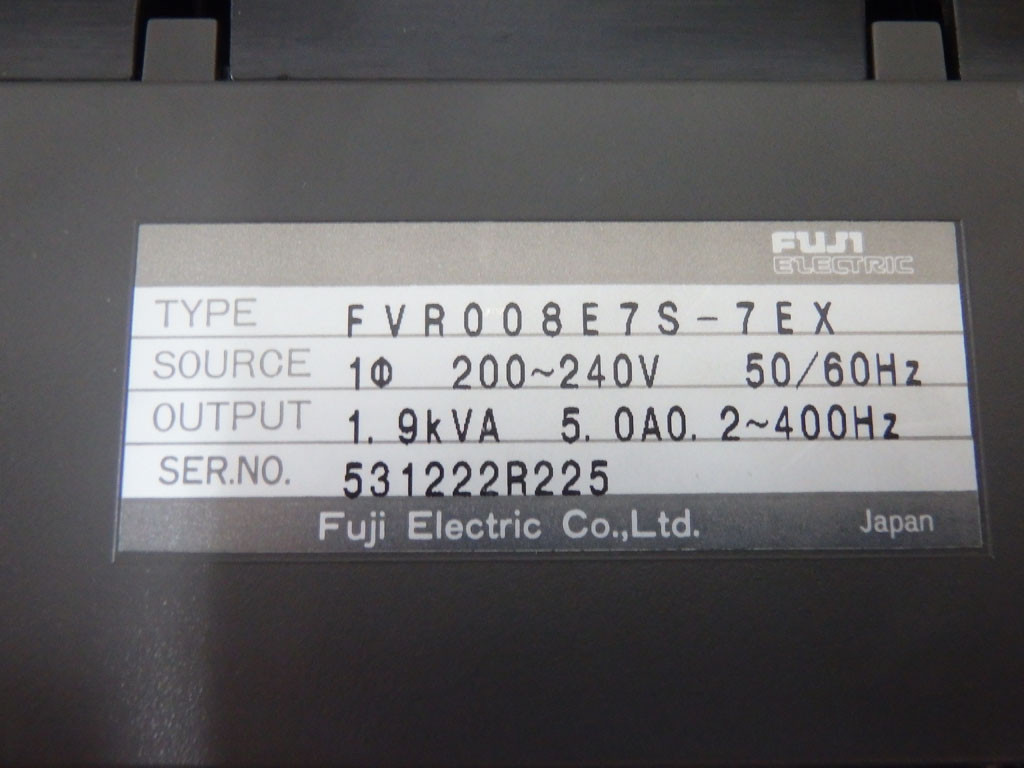 FUJI
ELECTRIC
TYPE FVR008E7S-7EX
SOURCE 1Φ 200~240V 50/60Hz
OUTPUT 1.9kVA 5.0A0.2~400Hz
SER.NO. 531222R225
Fuji Electric Co.,Ltd. Japan